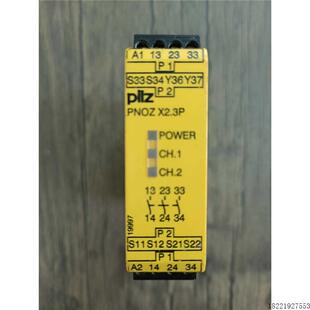 A1 13 23 33
P 1
S33 S34 Y36 Y37
P 2
pilz
PNOZ X2.3P
POWER
CH.1
CH.2
13 23 33
14 24 34
19997
P 2
S11 S12 S21 S22
P 1
A2 14 24 34
18221927553